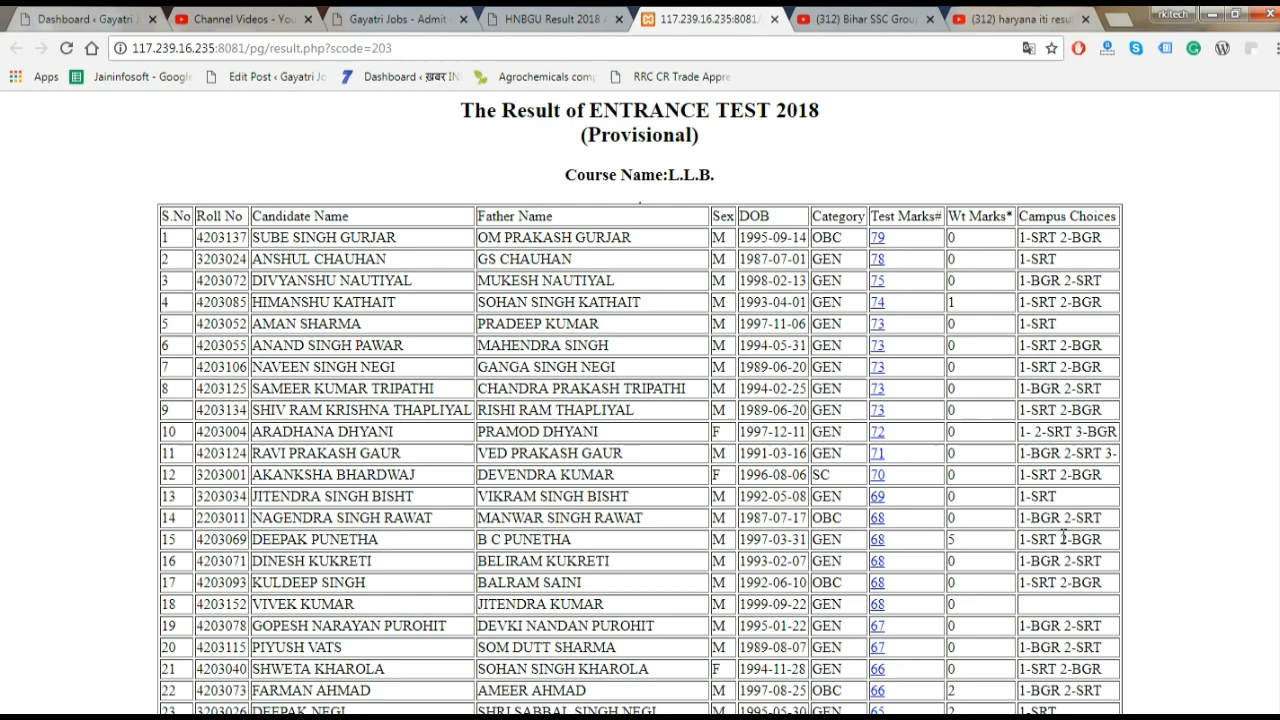 Dashboard ‹ Gayatri J
Channel Videos - You
Gayatri Jobs - Admit
HNBGU Result 2018
117.239.16.235:8081/
(312) Bihar SSC Grou
(312) haryana iti resu
rkitech
117.239.16.235:8081/pg/result.php?scode=203
Apps
Jaininfosoft - Google
Edit Post ‹ Gayatri Jo
Dashboard ‹ ख़बर IN
Agrochemicals comp
RRC CR Trade Appre
The Result of ENTRANCE TEST 2018
(Provisional)
Course Name:L.L.B.
S.No Roll No Candidate Name Father Name Sex DOB Category Test Marks# Wt Marks* Campus Choices
1 4203137 SUBE SINGH GURJAR OM PRAKASH GURJAR M 1995-09-14 OBC 79 0 1-SRT 2-BGR
2 3203024 ANSHUL CHAUHAN GS CHAUHAN M 1987-07-01 GEN 78 0 1-SRT
3 4203072 DIVYANSHU NAUTIYAL MUKESH NAUTIYAL M 1998-02-13 GEN 75 0 1-BGR 2-SRT
4 4203085 HIMANSHU KATHAIT SOHAN SINGH KATHAIT M 1993-04-01 GEN 74 1 1-SRT 2-BGR
5 4203052 AMAN SHARMA PRADEEP KUMAR M 1997-11-06 GEN 73 0 1-SRT
6 4203055 ANAND SINGH PAWAR MAHENDRA SINGH M 1994-05-31 GEN 73 0 1-SRT 2-BGR
7 4203106 NAVEEN SINGH NEGI GANGA SINGH NEGI M 1989-06-20 GEN 73 0 1-SRT 2-BGR
8 4203125 SAMEER KUMAR TRIPATHI CHANDRA PRAKASH TRIPATHI M 1994-02-25 GEN 73 0 1-BGR 2-SRT
9 4203134 SHIV RAM KRISHNA THAPLIYAL RISHI RAM THAPLIYAL M 1989-06-20 GEN 73 0 1-SRT 2-BGR
10 4203004 ARADHANA DHYANI PRAMOD DHYANI F 1997-12-11 GEN 72 0 1- 2-SRT 3-BGR
11 4203124 RAVI PRAKASH GAUR VED PRAKASH GAUR M 1991-03-16 GEN 71 0 1-BGR 2-SRT 3-
12 3203001 AKANKSHA BHARDWAJ DEVENDRA KUMAR F 1996-08-06 SC 70 0 1-SRT 2-BGR
13 3203034 JITENDRA SINGH BISHT VIKRAM SINGH BISHT M 1992-05-08 GEN 69 0 1-SRT
14 2203011 NAGENDRA SINGH RAWAT MANWAR SINGH RAWAT M 1987-07-17 OBC 68 0 1-BGR 2-SRT
15 4203069 DEEPAK PUNETHA B C PUNETHA M 1997-03-31 GEN 68 5 1-SRT 2-BGR
16 4203071 DINESH KUKRETI BELIRAM KUKRETI M 1993-02-07 GEN 68 0 1-BGR 2-SRT
17 4203093 KULDEEP SINGH BALRAM SAINI M 1992-06-10 OBC 68 0 1-SRT 2-BGR
18 4203152 VIVEK KUMAR JITENDRA KUMAR M 1999-09-22 GEN 68 0
19 4203078 GOPESH NARAYAN PUROHIT DEVKI NANDAN PUROHIT M 1995-01-22 GEN 67 0 1-BGR 2-SRT
20 4203115 PIYUSH VATS SOM DUTT SHARMA M 1989-08-07 GEN 67 0 1-BGR 2-SRT
21 4203040 SHWETA KHAROLA SOHAN SINGH KHAROLA F 1994-11-28 GEN 66 0 1-SRT 2-BGR
22 4203073 FARMAN AHMAD AMEER AHMAD M 1997-08-25 OBC 66 2 1-BGR 2-SRT
23 3203026 DEEPAK NEGI SHRI SABBAL SINGH NEGI M 1995-05-30 GEN 65 2 1-SRT 2-BGR